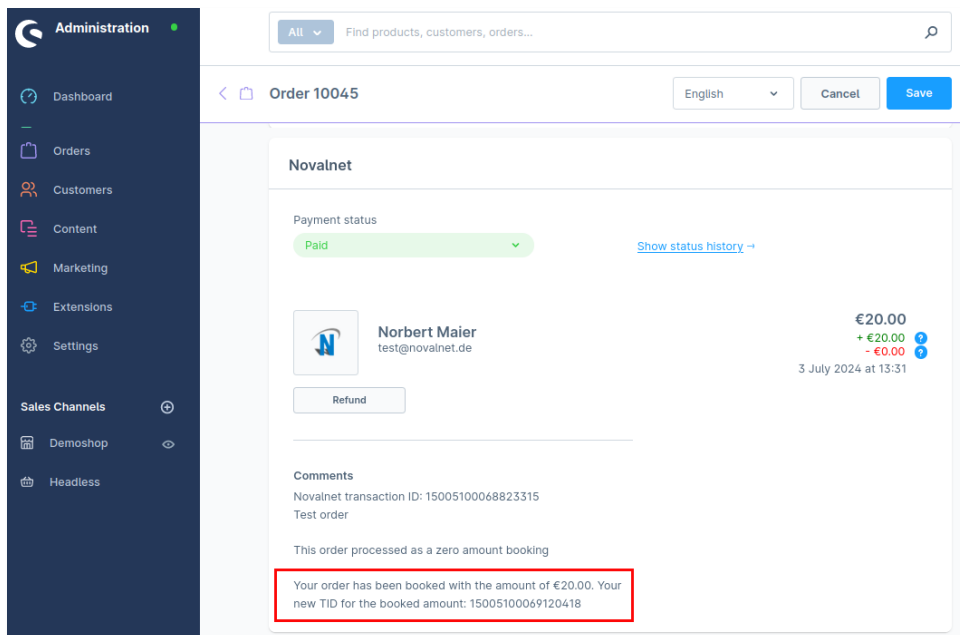 Administration
All
Find products, customers, orders...
Dashboard
Orders
Customers
Content
Marketing
Extensions
Settings
Sales Channels
Demoshop
Headless
Order 10045
English
Cancel
Save
Novalnet
Payment status
Paid
Show status history→
N
Norbert Maier
test@novalnet.de
€20.00
+ €20.00 ?
- €0.00 ?
3 July 2024 at 13:31
Refund
Comments
Novalnet transaction ID: 15005100068823315
Test order
This order processed as a zero amount booking
Your order has been booked with the amount of €20.00. Your
new TID for the booked amount: 15005100069120418